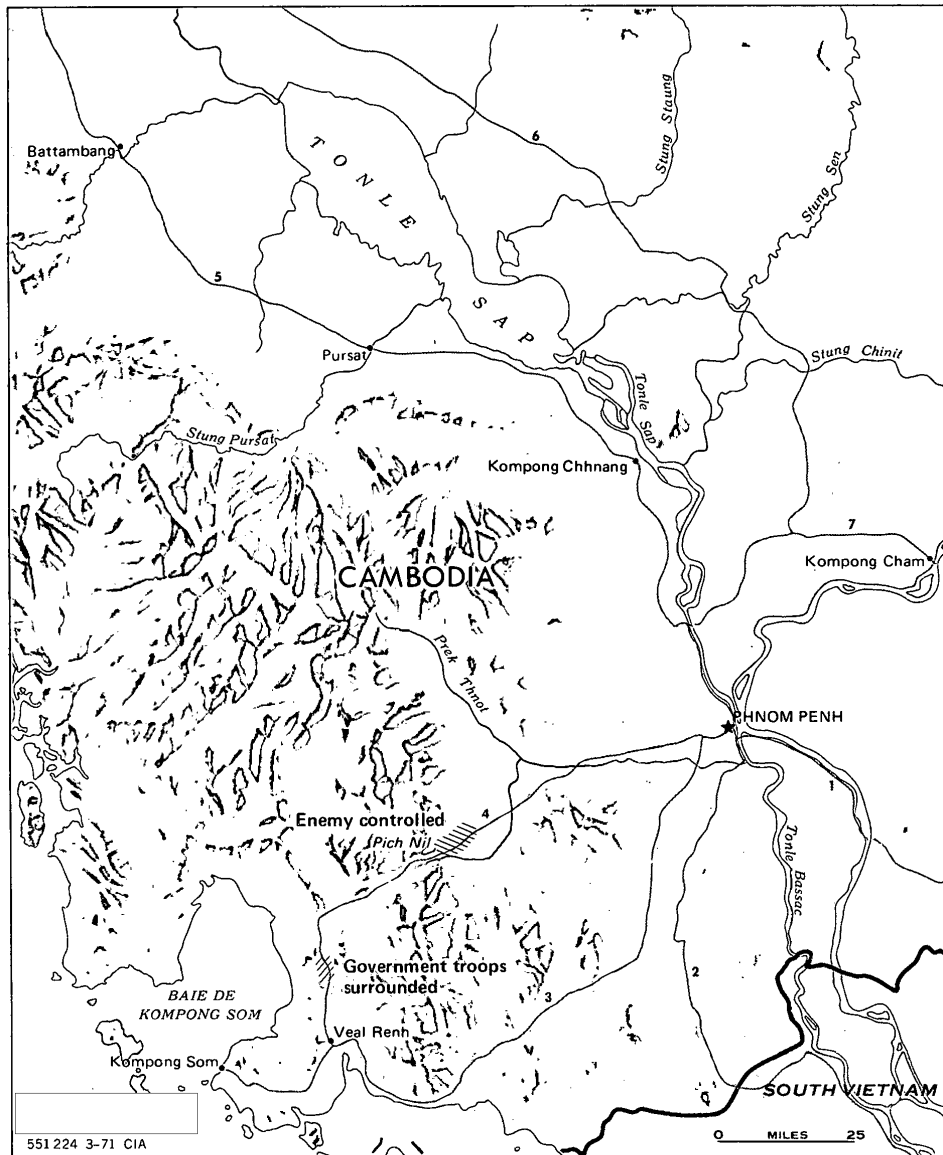 6
Stung Staung
Stung Sen
Battambang
TONLE SAP
5
Pursat
Stung Chinit
Tonle Sap
Stung Pursat
Kompong Chhnang
7
Kompong Cham
CAMBODIA
Prek Thnot
PHNOM PENH
1
4
Enemy controlled
Pich Nil
Tonle Bassac
Government troops
surrounded
2
3
BAIE DE
KOMPONG SOM
Veal Renh
Kompong Som
SOUTH VIETNAM
0 MILES 25
551224 3-71 CIA